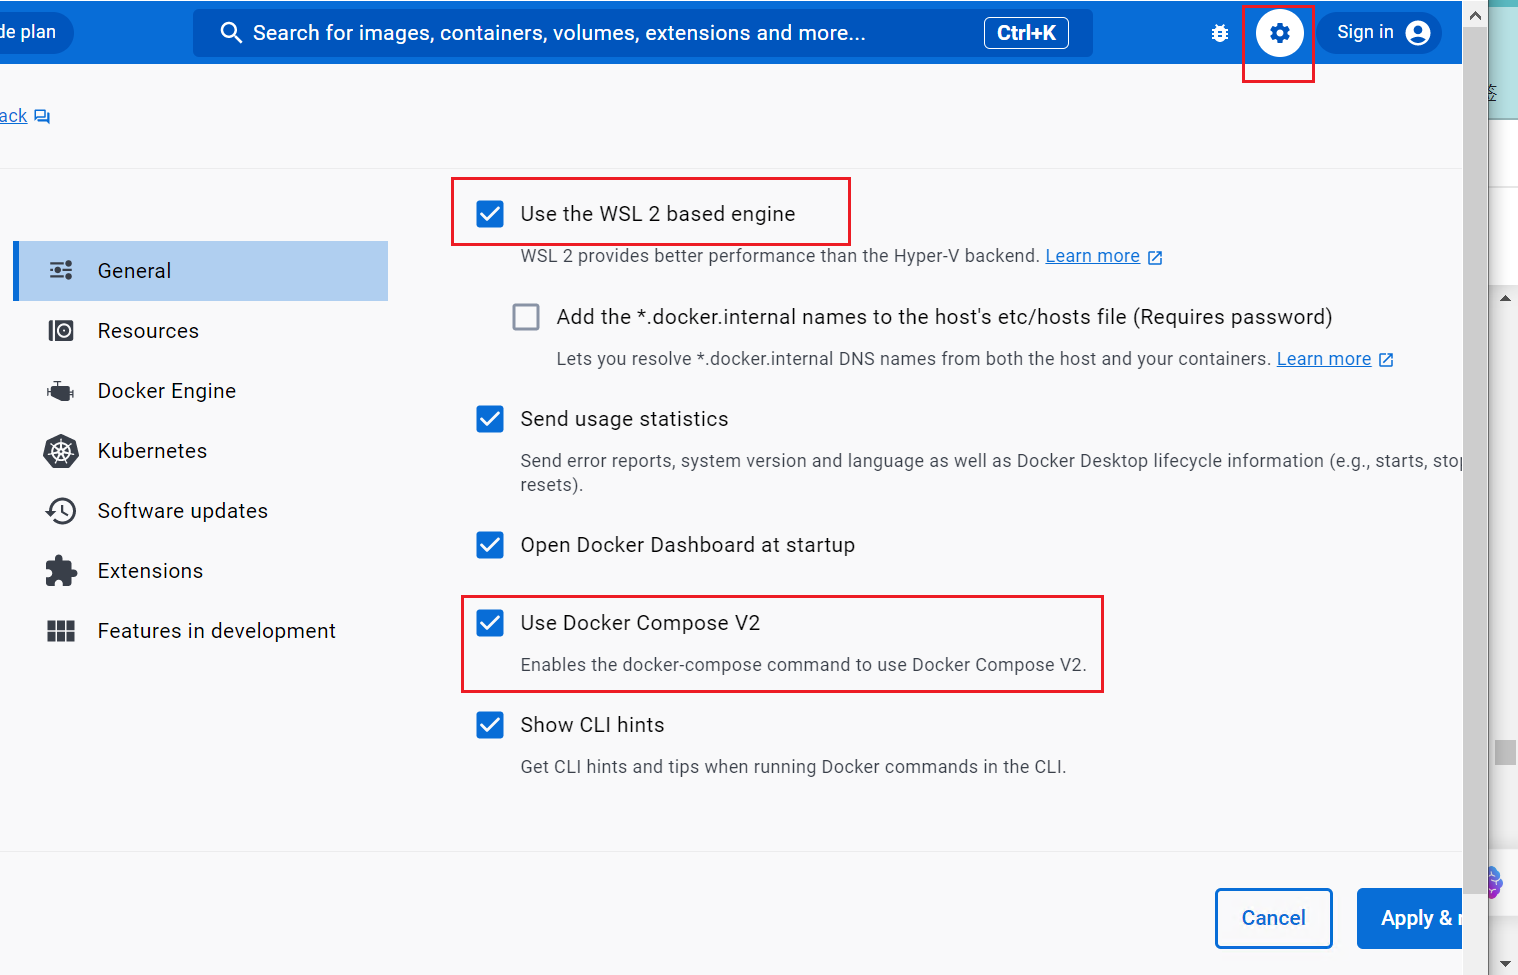 de plan
Search for images, containers, volumes, extensions and more...
Ctrl+K
Sign in
ack
Use the WSL 2 based engine
WSL 2 provides better performance than the Hyper-V backend. Learn more
General
Add the *.docker.internal names to the host's etc/hosts file (Requires password)
Resources
Lets you resolve *.docker.internal DNS names from both the host and your containers. Learn more
Docker Engine
Send usage statistics
Kubernetes
Send error reports, system version and language as well as Docker Desktop lifecycle information (e.g., starts, stop
resets).
Software updates
Open Docker Dashboard at startup
Extensions
Use Docker Compose V2
Features in development
Enables the docker-compose command to use Docker Compose V2.
Show CLI hints
Get CLI hints and tips when running Docker commands in the CLI.
Cancel
Apply &